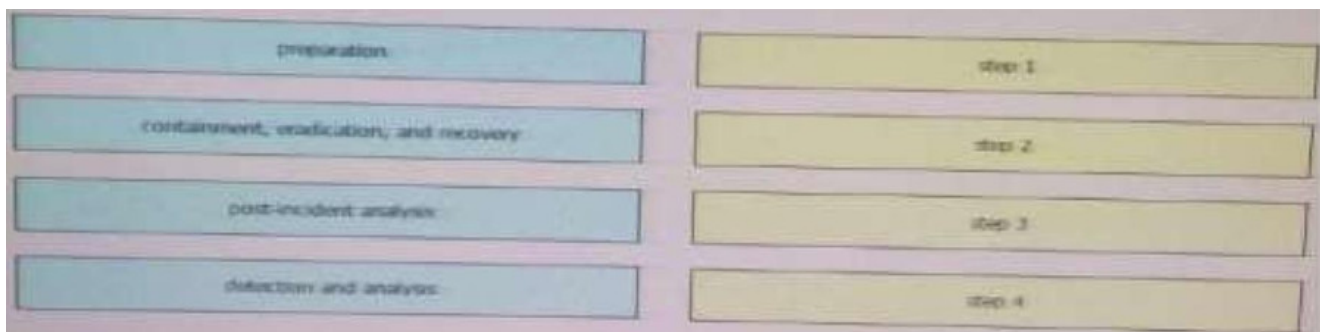 preparation
step 1
containment, eradication, and recovery
step 2
post-incident analysis
step 3
detection and analysis
step 4